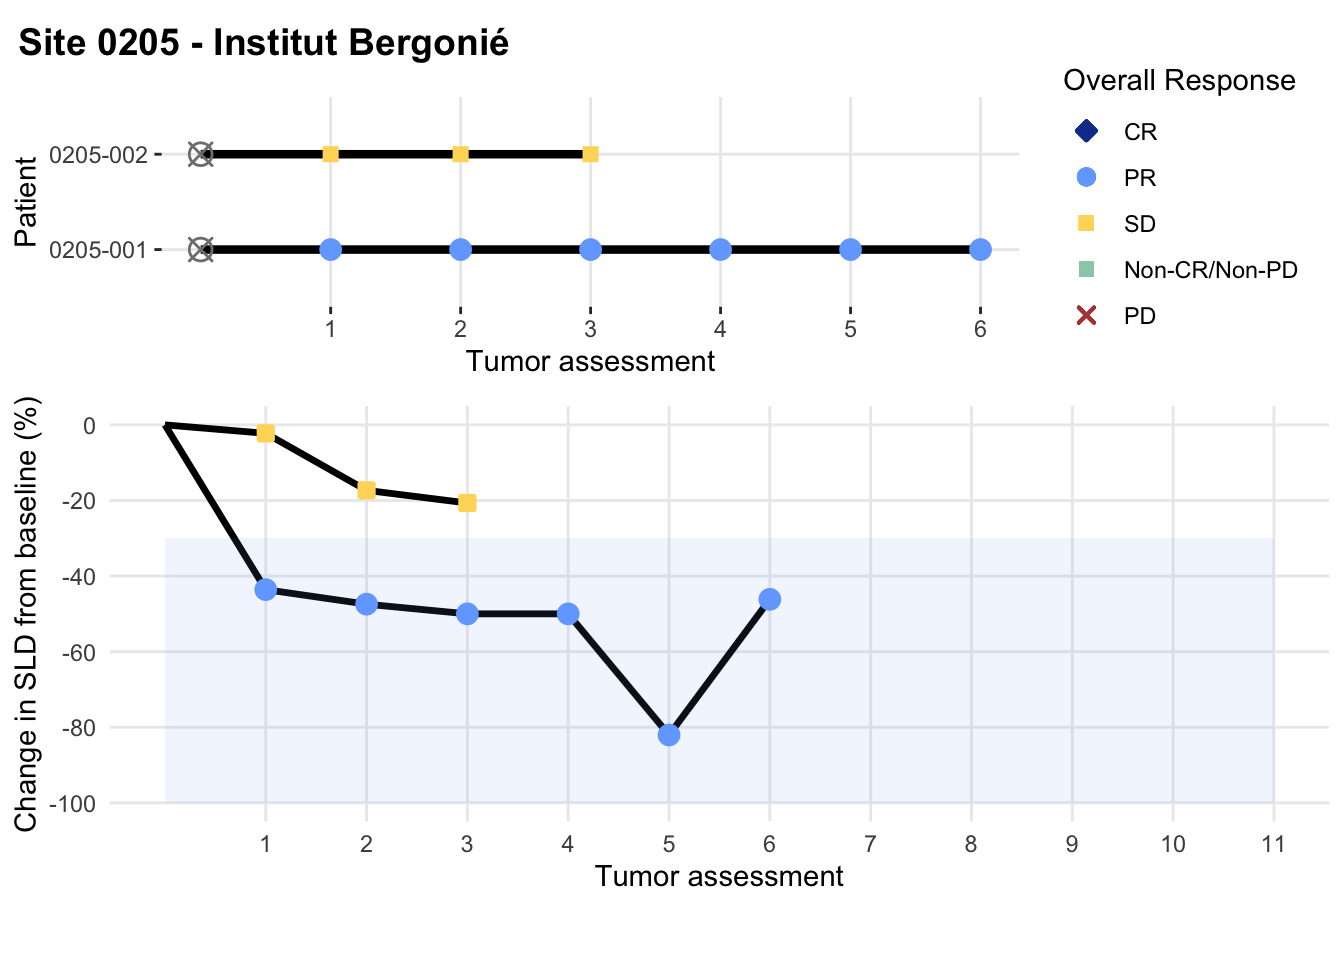 Site 0205 - Institut Bergonié
Overall Response
CR
PR
SD
Non-CR/Non-PD
PD
Patient
0205-002
0205-001
1 2 3 4 5 6
Tumor assessment
Change in SLD from baseline (%)
0
-20
-40
-60
-80
-100
1 2 3 4 5 6 7 8 9 10 11
Tumor assessment